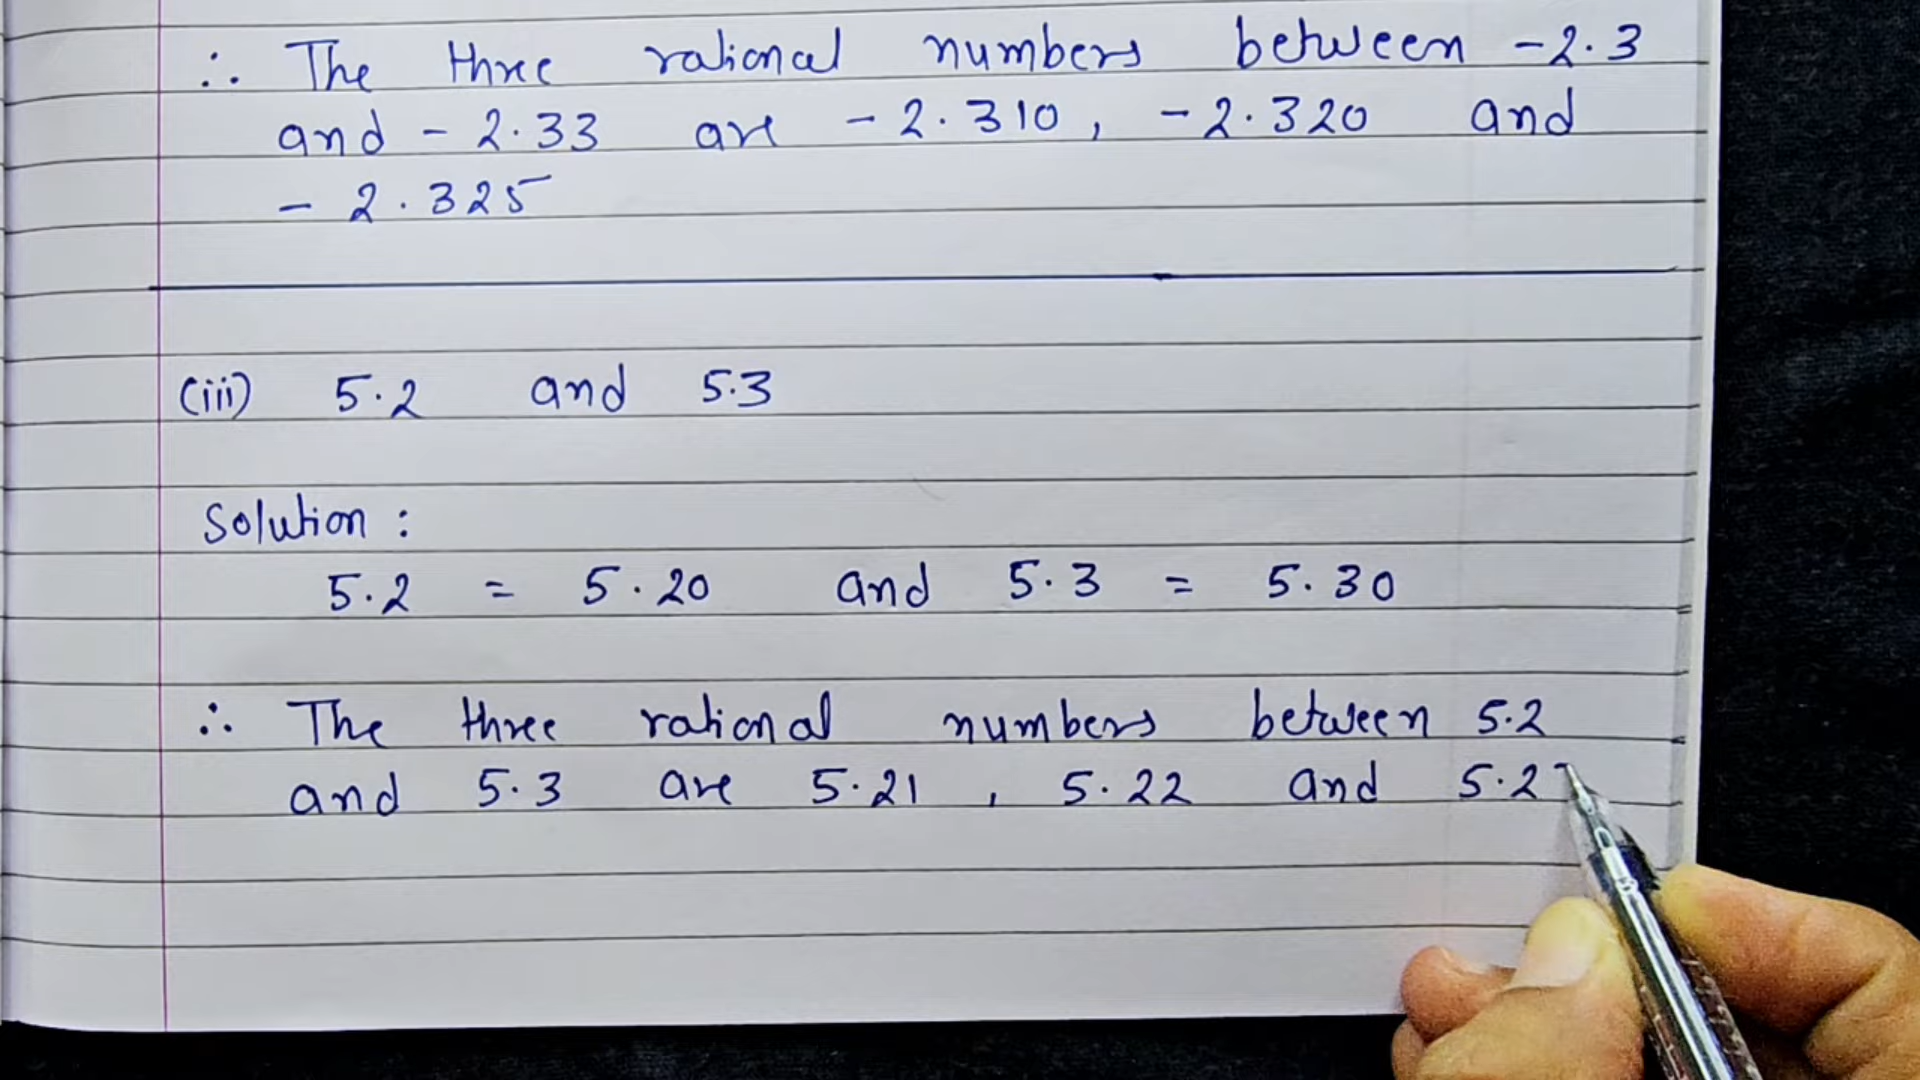 ∴ The three rational numbers between -2.3
and - 2.33 are - 2.310, -2.320 and
- 2.325
(iii) 5.2 and 5.3
Solution :
5.2 = 5.20 and 5.3 = 5.30
∴ The three rational numbers between 5.2
and 5.3 are 5.21 , 5.22 and 5.2